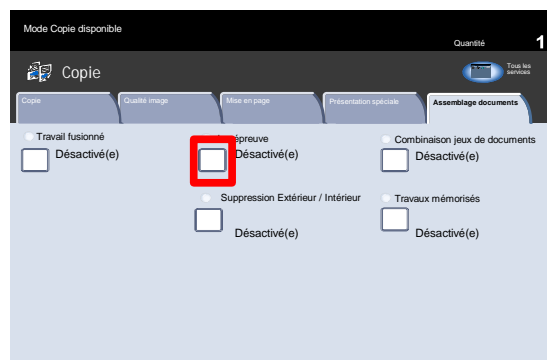 Mode Copie disponible
Quantité
1
Copie
Tous les
services
Copie
Qualité image
Mise en page
Présentation spéciale
Assemblage documents
Travail fusionné
épreuve
Combinaison jeux de documents
Désactivé(e)
Désactivé(e)
Désactivé(e)
Suppression Extérieur / Intérieur
Travaux mémorisés
Désactivé(e)
Désactivé(e)